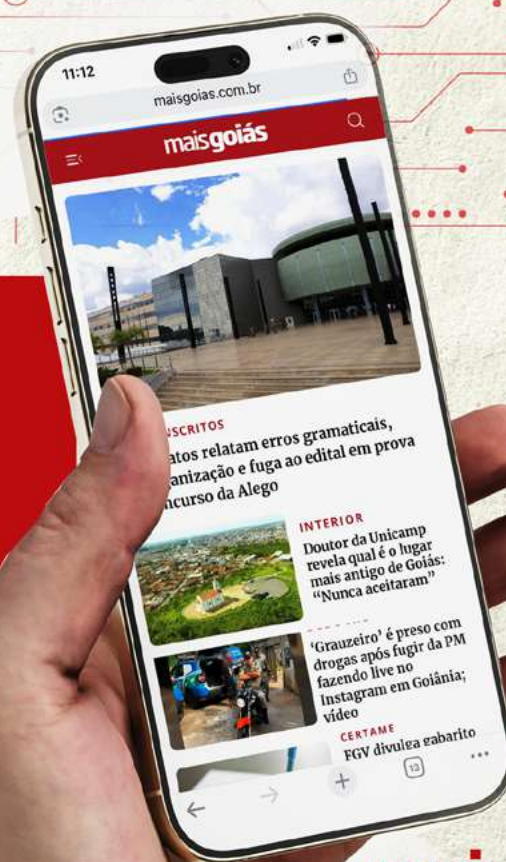 11:12
maisgoias.com.br
maisgoiás
NSCRITOS
atos relatam erros gramaticais,
anização e fuga ao edital em prova
ncurso da Alego
INTERIOR
Doutor da Unicamp
revela qual é o lugar
mais antigo de Goiás:
“Nunca aceitaram”
‘Grauzeiro’ é preso com
drogas após fugir da PM
fazendo live no
Instagram em Goiânia;
vídeo
CERTAME
FGV divulga gabarito
13